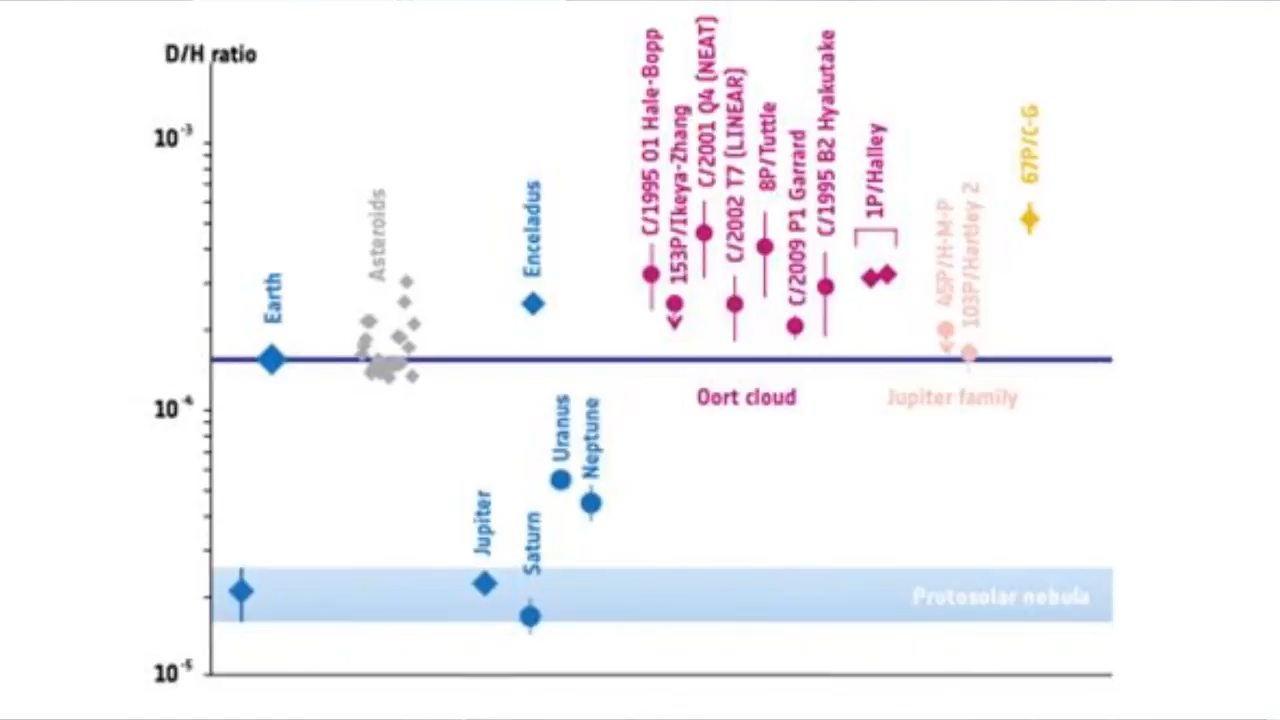 D/H ratio
10⁻³
10⁻⁴
10⁻⁵
Earth
Asteroids
Enceladus
Jupiter
Saturn
Uranus
Neptune
C/1995 O1 Hale-Bopp
153P/Ikeya-Zhang
C/2001 Q4 (NEAT)
C/2002 T7 (LINEAR)
8P/Tuttle
C/2009 P1 Garrard
C/1995 B2 Hyakutake
1P/Halley
45P/H-M-P
103P/Hartley 2
67P/C-G
Oort cloud
Jupiter family
Protosolar nebula